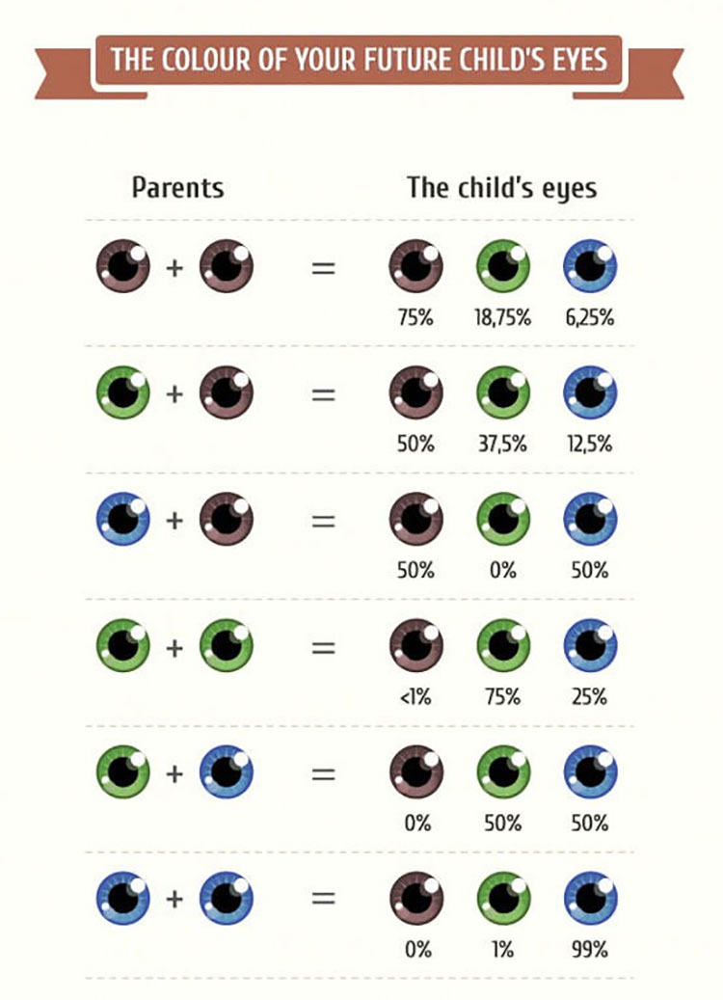 THE COLOUR OF YOUR FUTURE CHILD'S EYES
Parents The child's eyes
+ =
75% 18,75% 6,25%
+ =
50% 37,5% 12,5%
+ =
50% 0% 50%
+ =
<1% 75% 25%
+ =
0% 50% 50%
+ =
0% 1% 99%